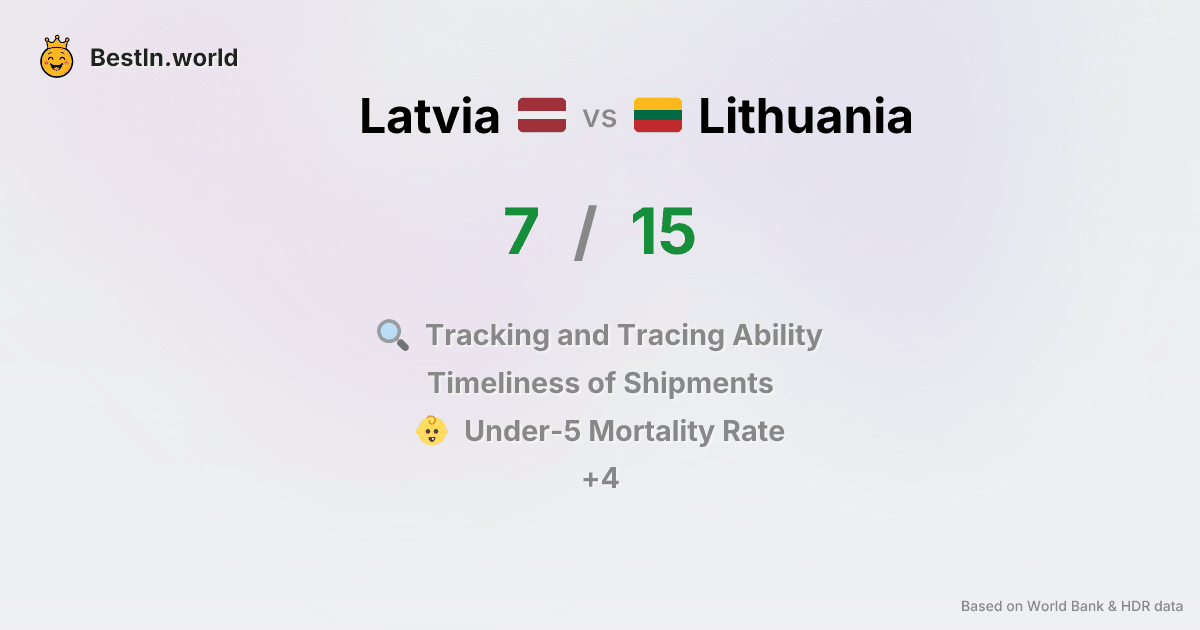 BestIn.world
Latvia vs Lithuania
7 / 15
Tracking and Tracing Ability
Timeliness of Shipments
Under-5 Mortality Rate
+4
Based on World Bank & HDR data